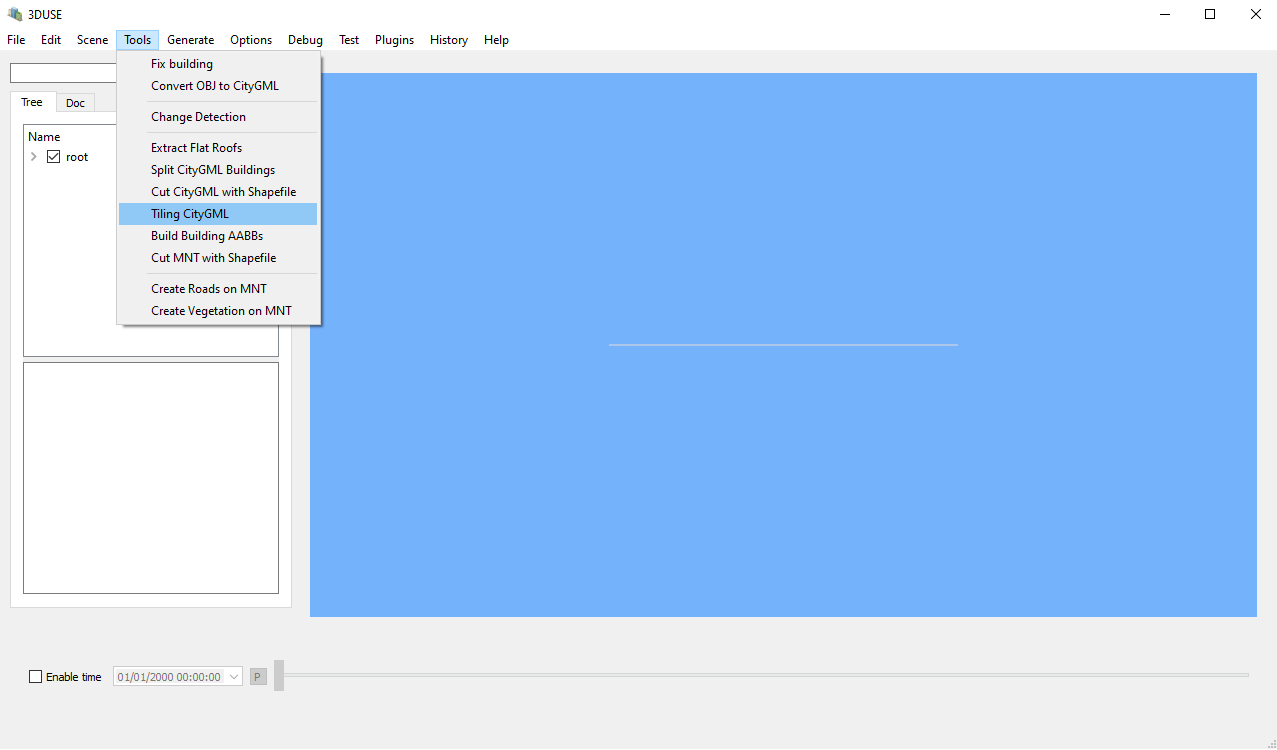 3DUSE
File Edit Scene Tools Generate Options Debug Test Plugins History Help
Fix building
Convert OBJ to CityGML
Change Detection
Extract Flat Roofs
Split CityGML Buildings
Cut CityGML with Shapefile
Tiling CityGML
Build Building AABBs
Cut MNT with Shapefile
Create Roads on MNT
Create Vegetation on MNT
Tree Doc
Name
root
Enable time 01/01/2000 00:00:00 P